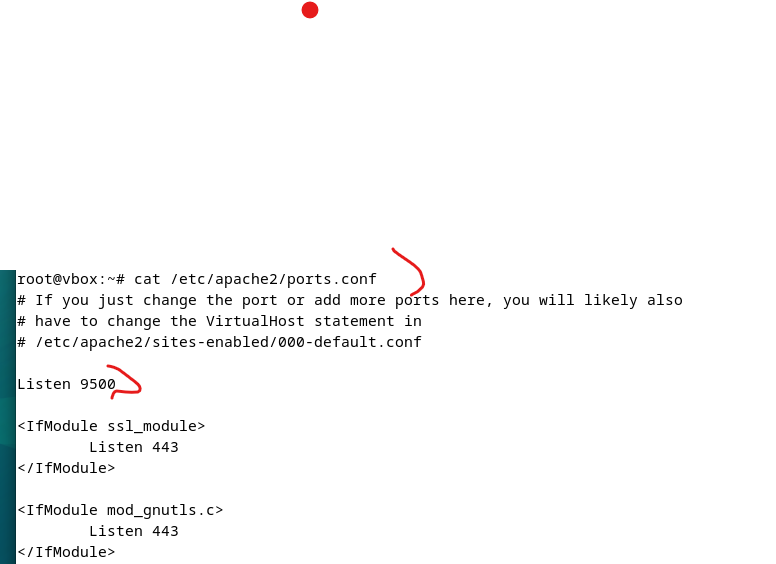 root@vbox:~# cat /etc/apache2/ports.conf
# If you just change the port or add more ports here, you will likely also
# have to change the VirtualHost statement in
# /etc/apache2/sites-enabled/000-default.conf

Listen 9500

<IfModule ssl_module>
        Listen 443
</IfModule>

<IfModule mod_gnutls.c>
        Listen 443
</IfModule>